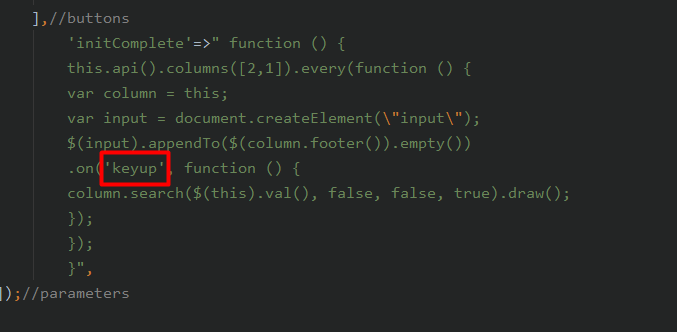 ],//buttons
'initComplete'=>" function () {
this.api().columns([2,1]).every(function () {
var column = this;
var input = document.createElement(\"input\");
$(input).appendTo($(column.footer()).empty())
.on('keyup', function () {
column.search($(this).val(), false, false, true).draw();
});
});
}",
]);//parameters